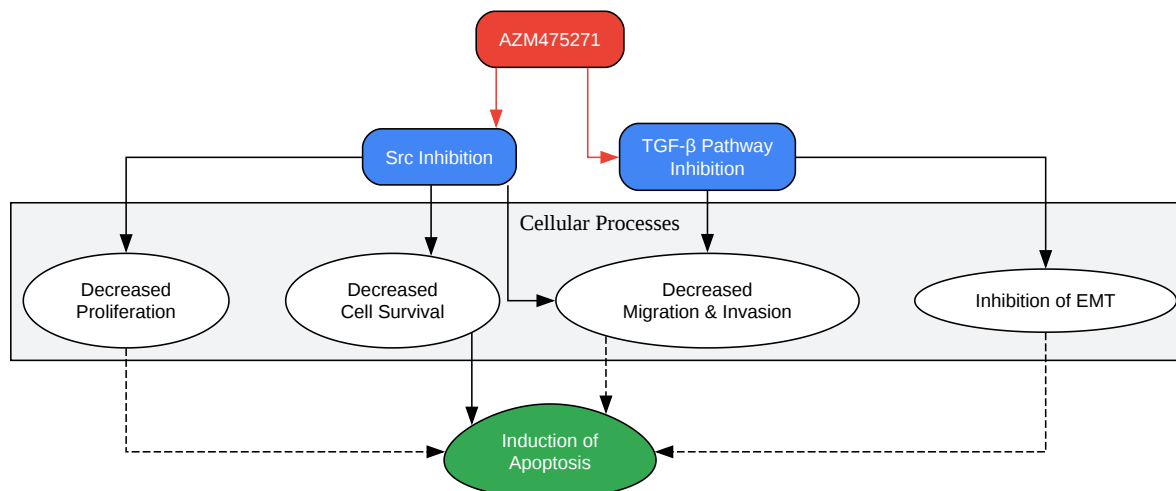 AZM475271
Src Inhibition
TGF-β Pathway
Inhibition
Cellular Processes
Decreased
Proliferation
Decreased
Cell Survival
Decreased
Migration & Invasion
Inhibition of EMT
Induction of
Apoptosis